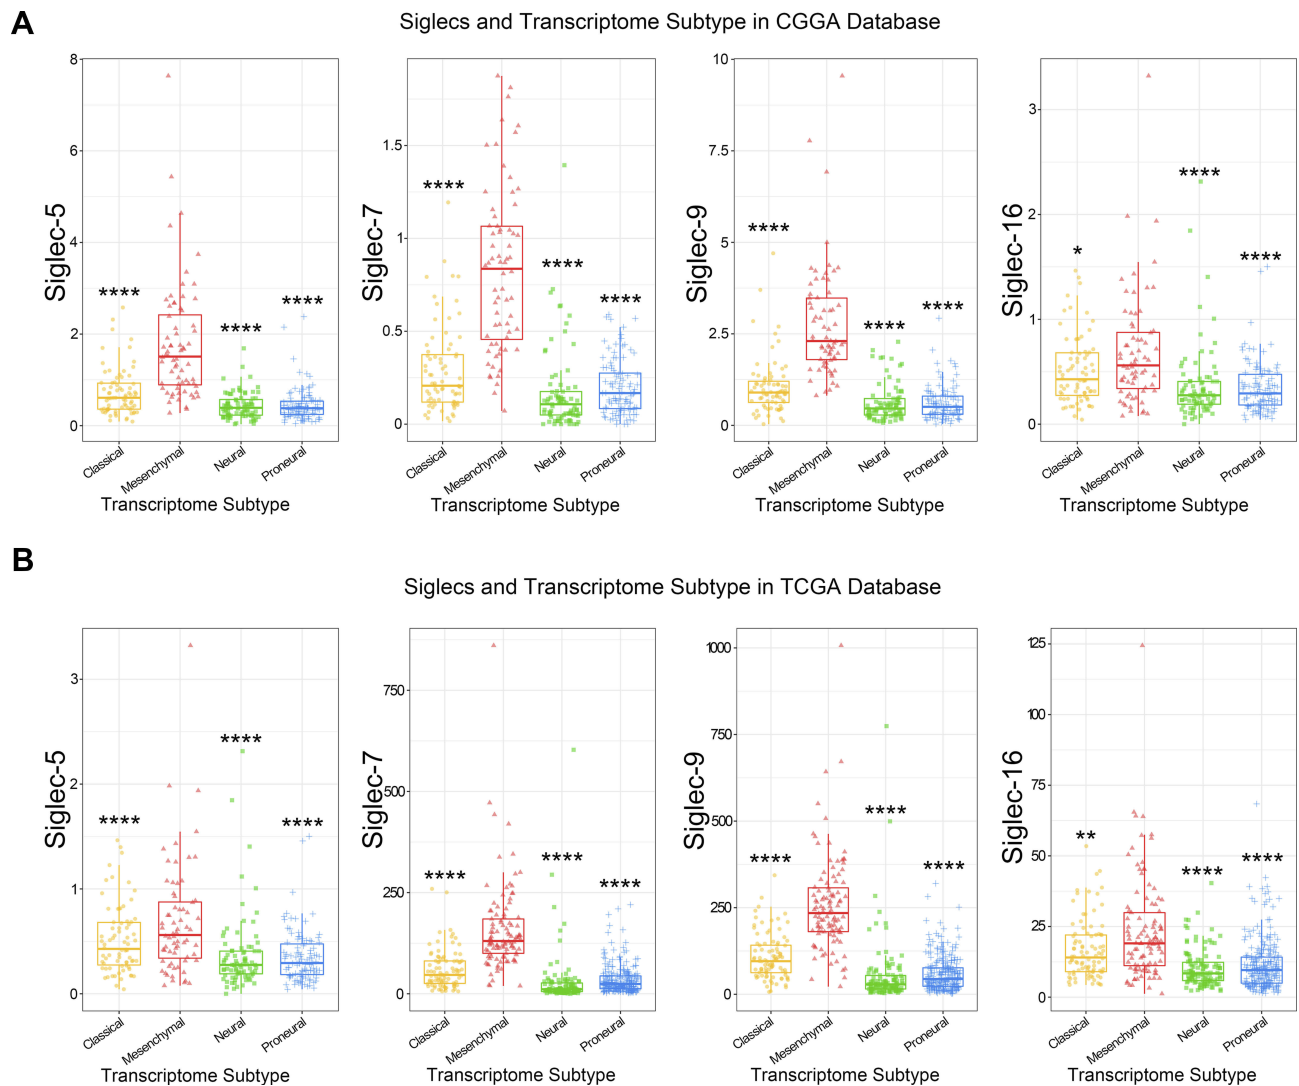 A
Siglecs and Transcriptome Subtype in CGGA Database
Siglec-5
8
6
4
2
0
****
****
****
Classical
Mesenchymal
Neural
Proneural
Transcriptome Subtype
Siglec-7
1.5
1
0.5
0
****
****
****
Classical
Mesenchymal
Neural
Proneural
Transcriptome Subtype
Siglec-9
10
7.5
5
2.5
0
****
****
****
Classical
Mesenchymal
Neural
Proneural
Transcriptome Subtype
Siglec-16
3
2
1
0
*
****
****
Classical
Mesenchymal
Neural
Proneural
Transcriptome Subtype
B
Siglecs and Transcriptome Subtype in TCGA Database
Siglec-5
3
2
1
0
****
****
****
Classical
Mesenchymal
Neural
Proneural
Transcriptome Subtype
Siglec-7
750
500
250
0
****
****
****
Classical
Mesenchymal
Neural
Proneural
Transcriptome Subtype
Siglec-9
1000
750
500
250
0
****
****
****
Classical
Mesenchymal
Neural
Proneural
Transcriptome Subtype
Siglec-16
125
100
75
50
25
0
**
****
****
Classical
Mesenchymal
Neural
Proneural
Transcriptome Subtype